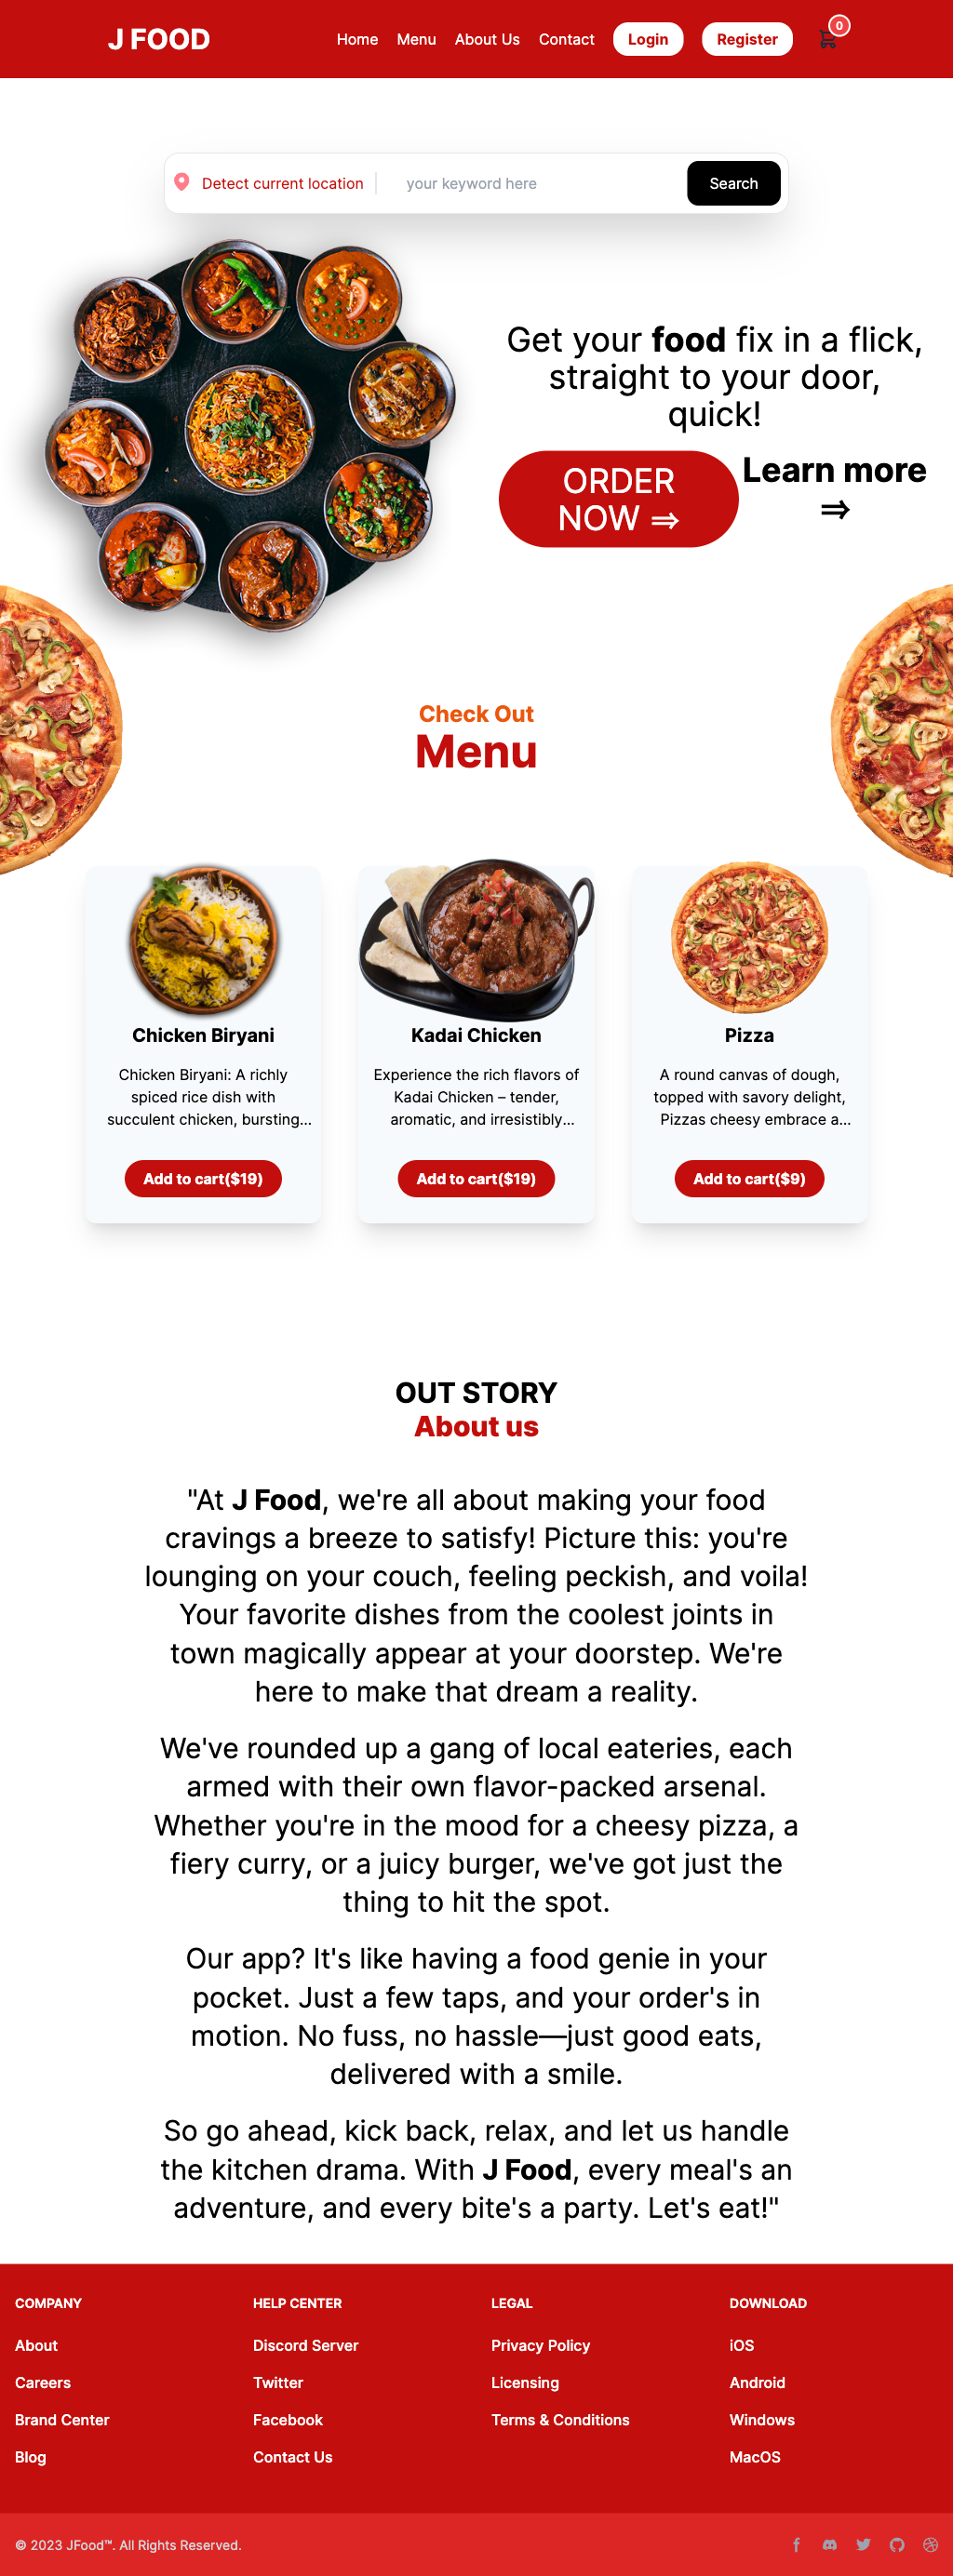 J FOOD
Home Menu About Us Contact Login Register 0
Detect current location your keyword here Search
Get your food fix in a flick,
straight to your door,
quick!
ORDER
NOW ⇒
Learn more
⇒
Check Out
Menu
Chicken Biryani
Chicken Biryani: A richly
spiced rice dish with
succulent chicken, bursting...
Add to cart($19)
Kadai Chicken
Experience the rich flavors of
Kadai Chicken – tender,
aromatic, and irresistibly...
Add to cart($19)
Pizza
A round canvas of dough,
topped with savory delight,
Pizzas cheesy embrace a...
Add to cart($9)
OUT STORY
About us
"At J Food, we're all about making your food
cravings a breeze to satisfy! Picture this: you're
lounging on your couch, feeling peckish, and voila!
Your favorite dishes from the coolest joints in
town magically appear at your doorstep. We're
here to make that dream a reality.
We've rounded up a gang of local eateries, each
armed with their own flavor-packed arsenal.
Whether you're in the mood for a cheesy pizza, a
fiery curry, or a juicy burger, we've got just the
thing to hit the spot.
Our app? It's like having a food genie in your
pocket. Just a few taps, and your order's in
motion. No fuss, no hassle—just good eats,
delivered with a smile.
So go ahead, kick back, relax, and let us handle
the kitchen drama. With J Food, every meal's an
adventure, and every bite's a party. Let's eat!"
COMPANY
About
Careers
Brand Center
Blog
HELP CENTER
Discord Server
Twitter
Facebook
Contact Us
LEGAL
Privacy Policy
Licensing
Terms & Conditions
DOWNLOAD
iOS
Android
Windows
MacOS
© 2023 JFood™. All Rights Reserved.